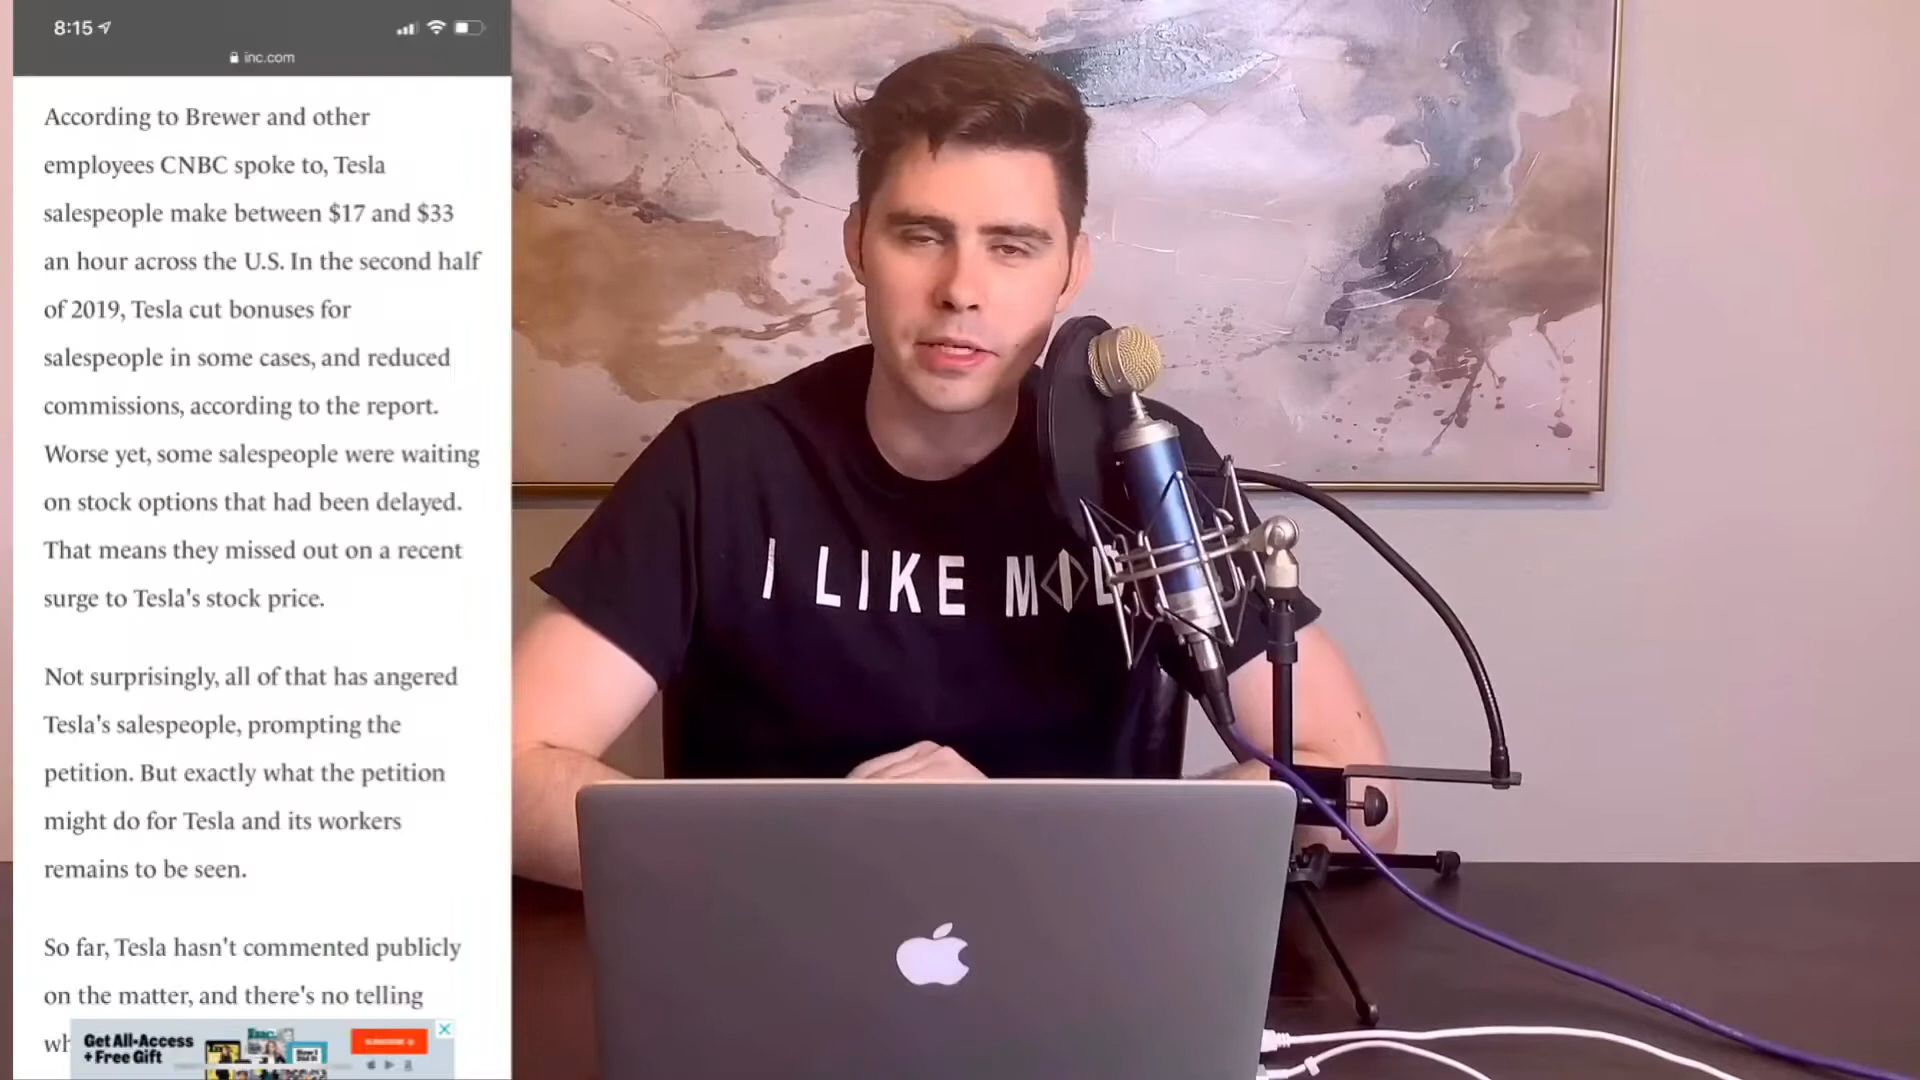 8:15
inc.com
According to Brewer and other
employees CNBC spoke to, Tesla
salespeople make between $17 and $33
an hour across the U.S. In the second half
of 2019, Tesla cut bonuses for
salespeople in some cases, and reduced
commissions, according to the report.
Worse yet, some salespeople were waiting
on stock options that had been delayed.
That means they missed out on a recent
surge to Tesla's stock price.
Not surprisingly, all of that has angered
Tesla's salespeople, prompting the
petition. But exactly what the petition
might do for Tesla and its workers
remains to be seen.
So far, Tesla hasn't commented publicly
on the matter, and there's no telling
Get All-Access
+ Free Gift
SUBSCRIBE
Inc.
I LIKE